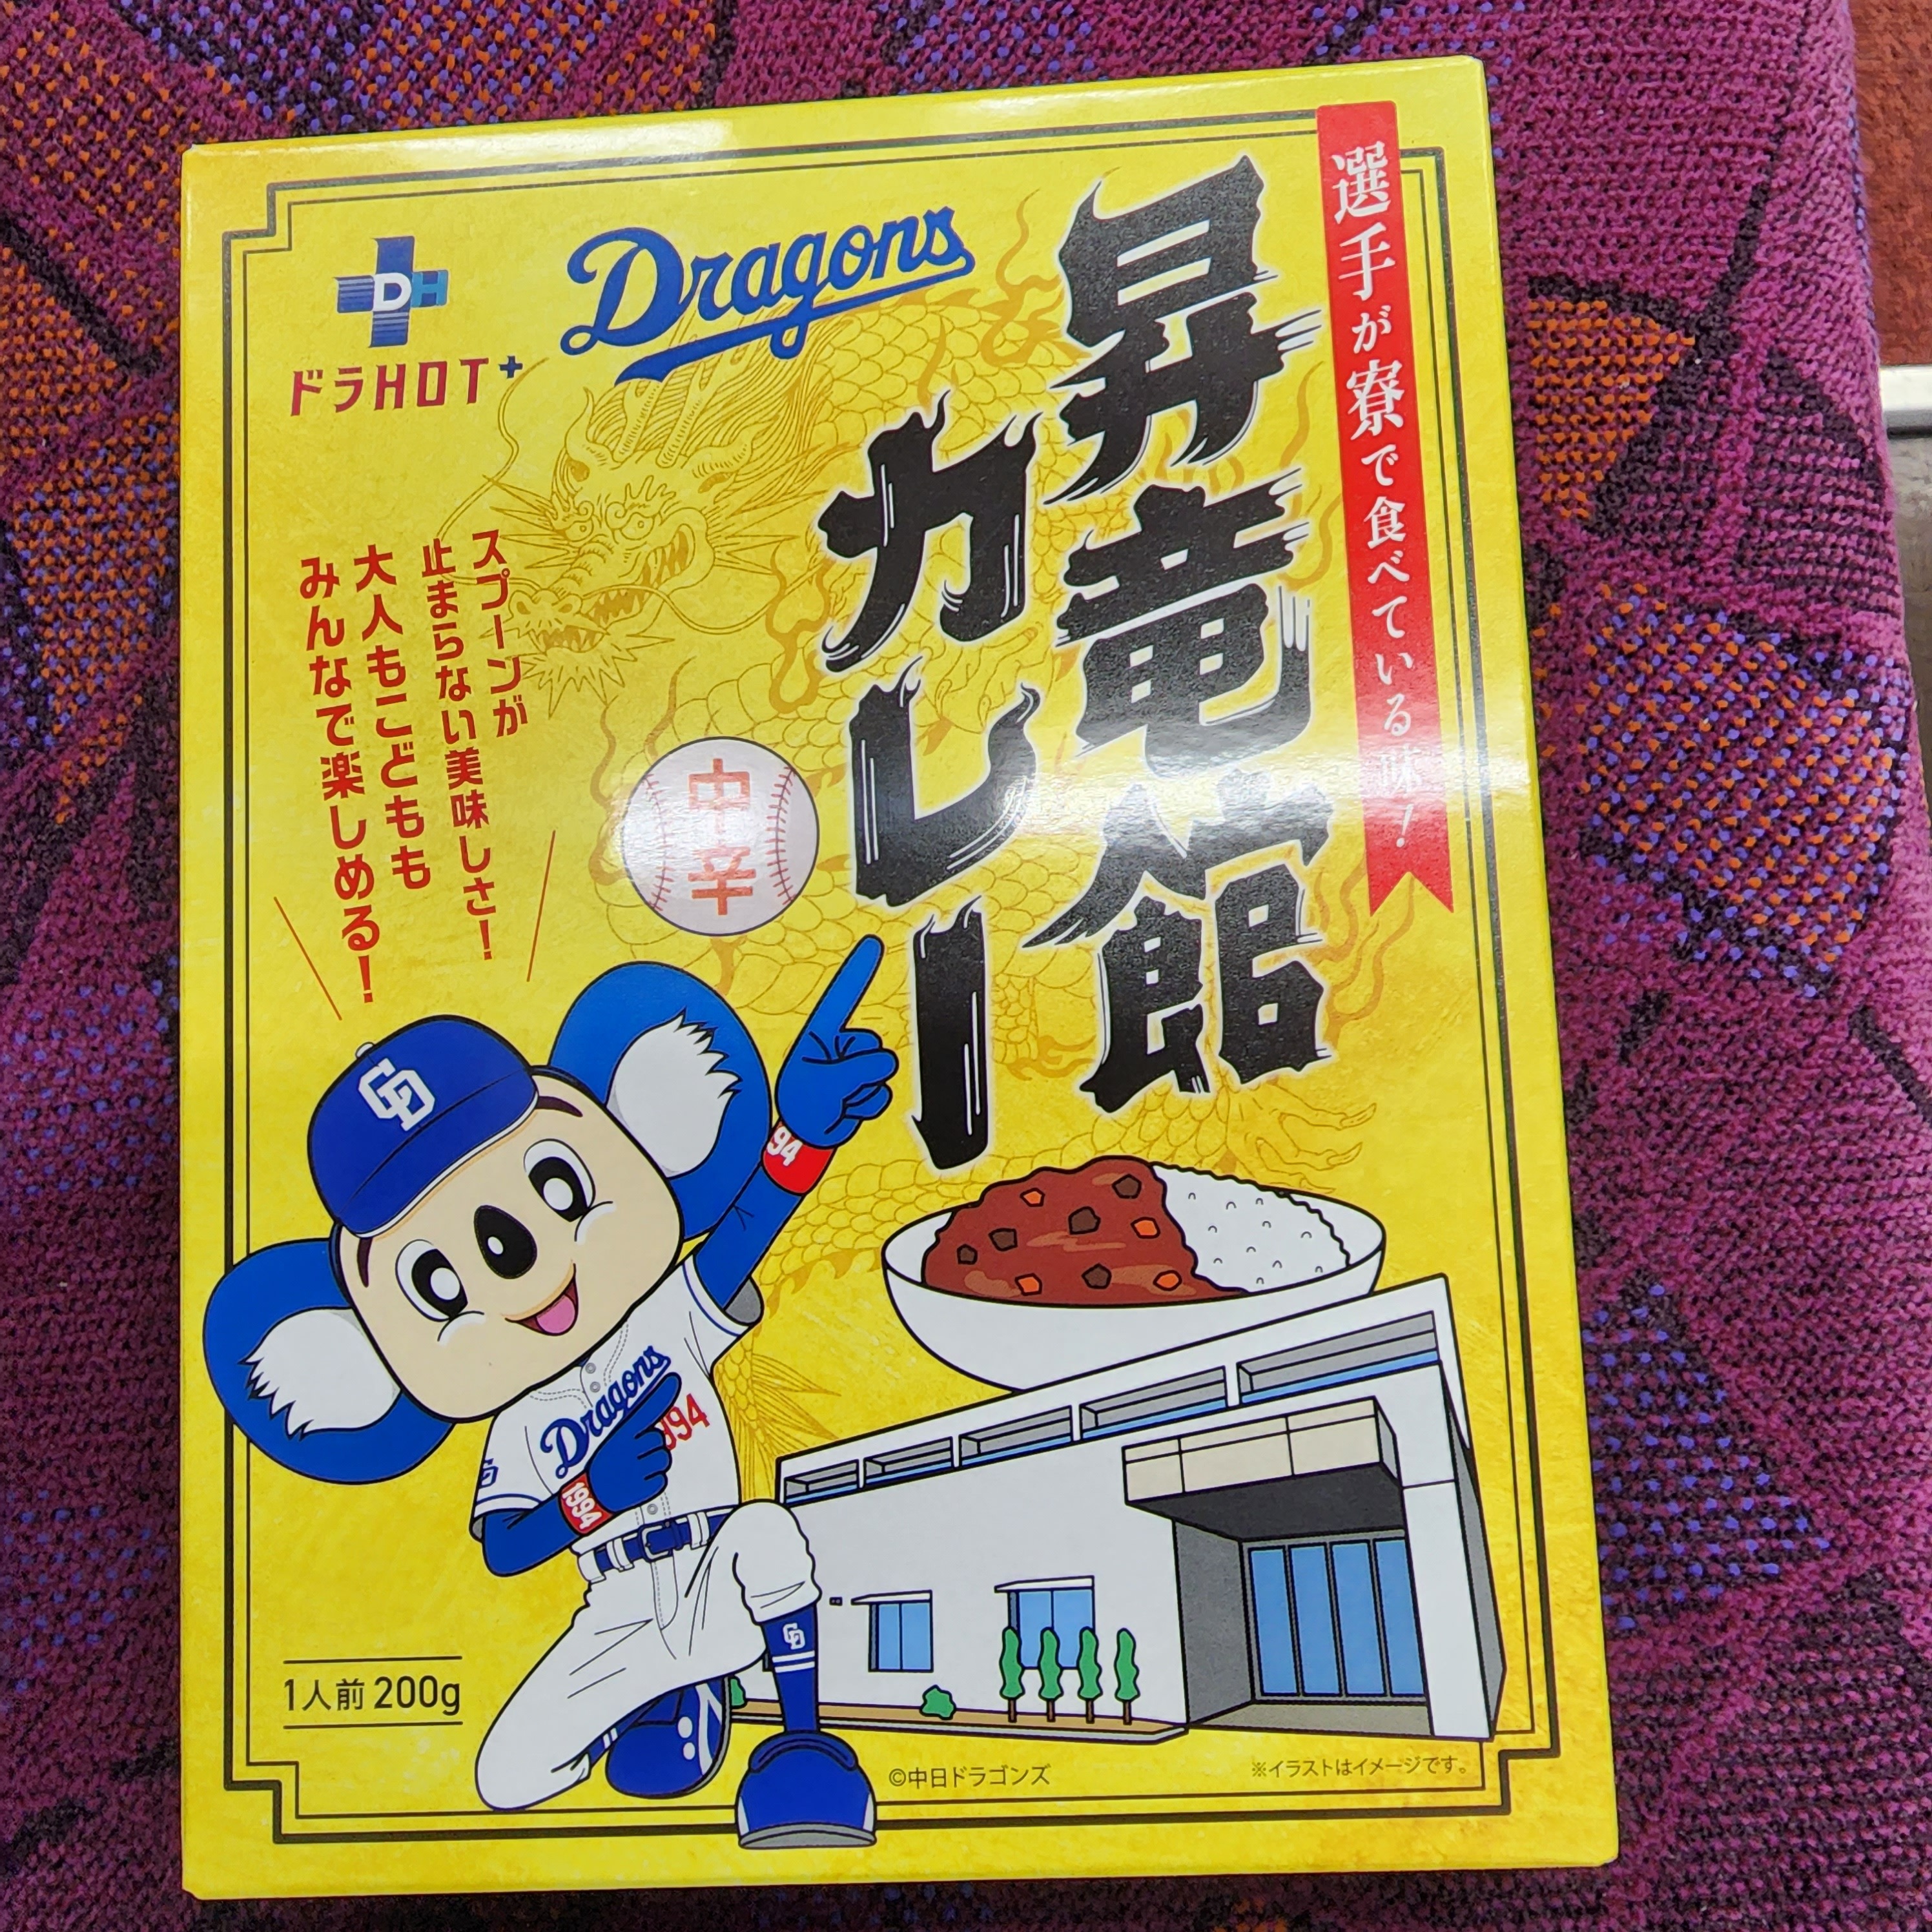 選手が寮で食べている味!
昇竜館
カレー
Dragons
DH
ドラHOT+
スプーンが
止まらない美味しさ!
大人もこどもも
みんなで楽しめる!
中辛
CD
94
Dragons
1994
CD
1人前 200g
©中日ドラゴンズ
※イラストはイメージです。